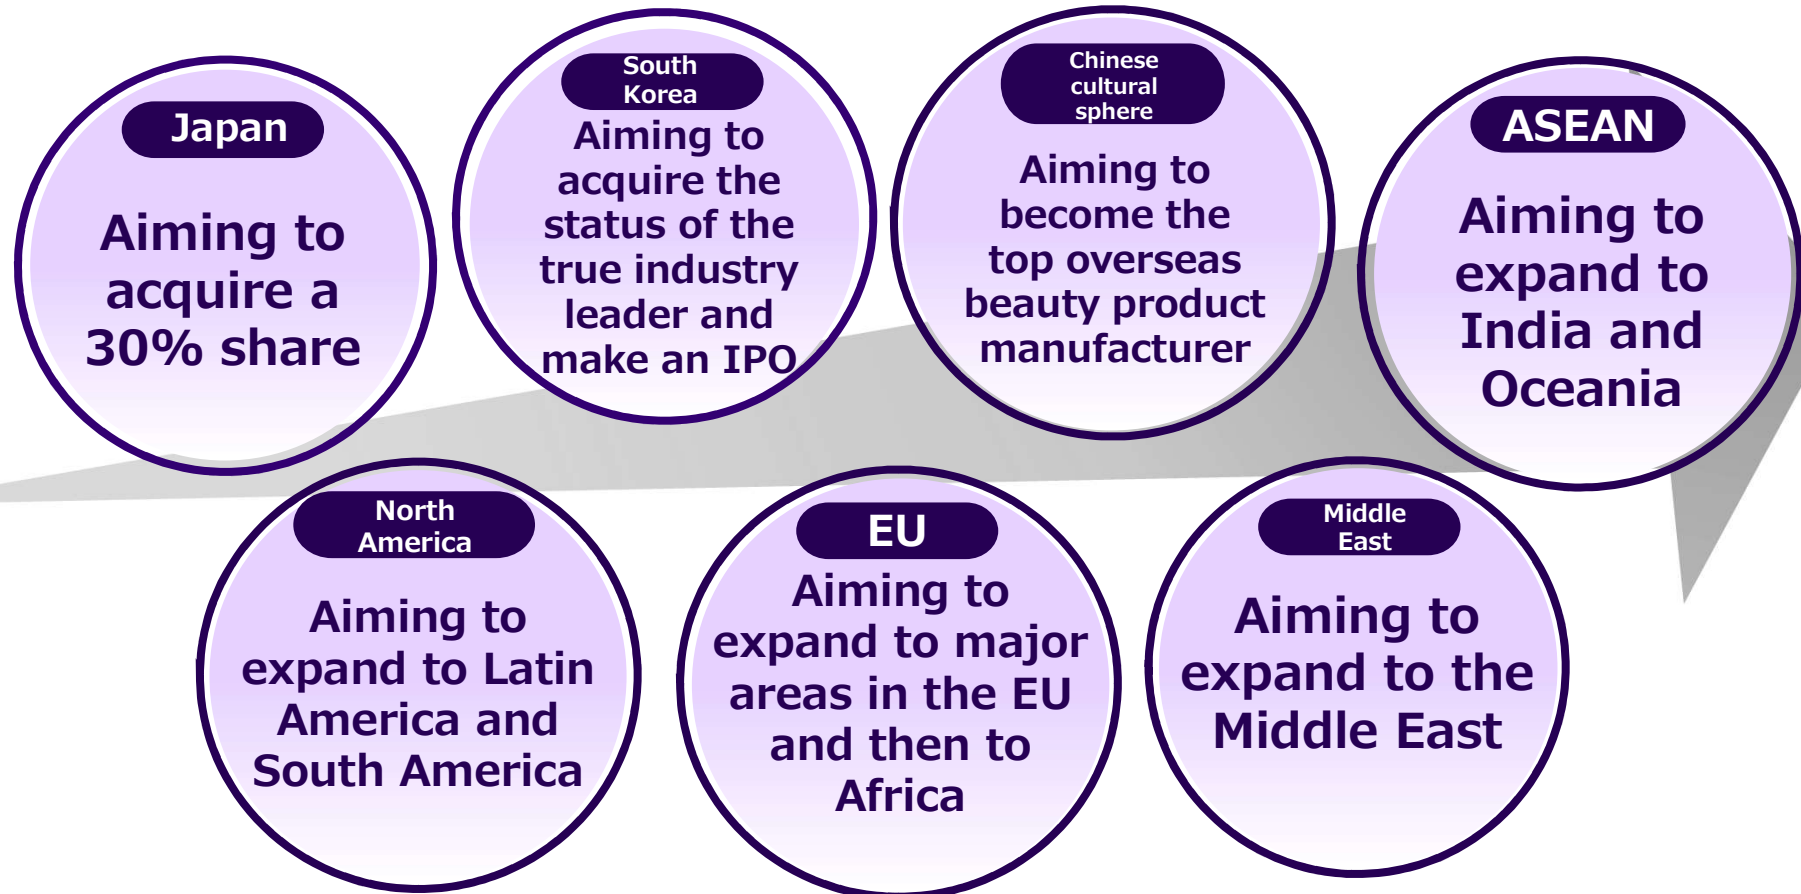 Japan
Aiming to
acquire a
30% share
South
Korea
Aiming to
acquire the
status of the
true industry
leader and
make an IPO
Chinese
cultural
sphere
Aiming to
become the
top overseas
beauty product
manufacturer
ASEAN
Aiming to
expand to
India and
Oceania
North
America
Aiming to
expand to Latin
America and
South America
EU
Aiming to
expand to major
areas in the EU
and then to
Africa
Middle
East
Aiming to
expand to the
Middle East